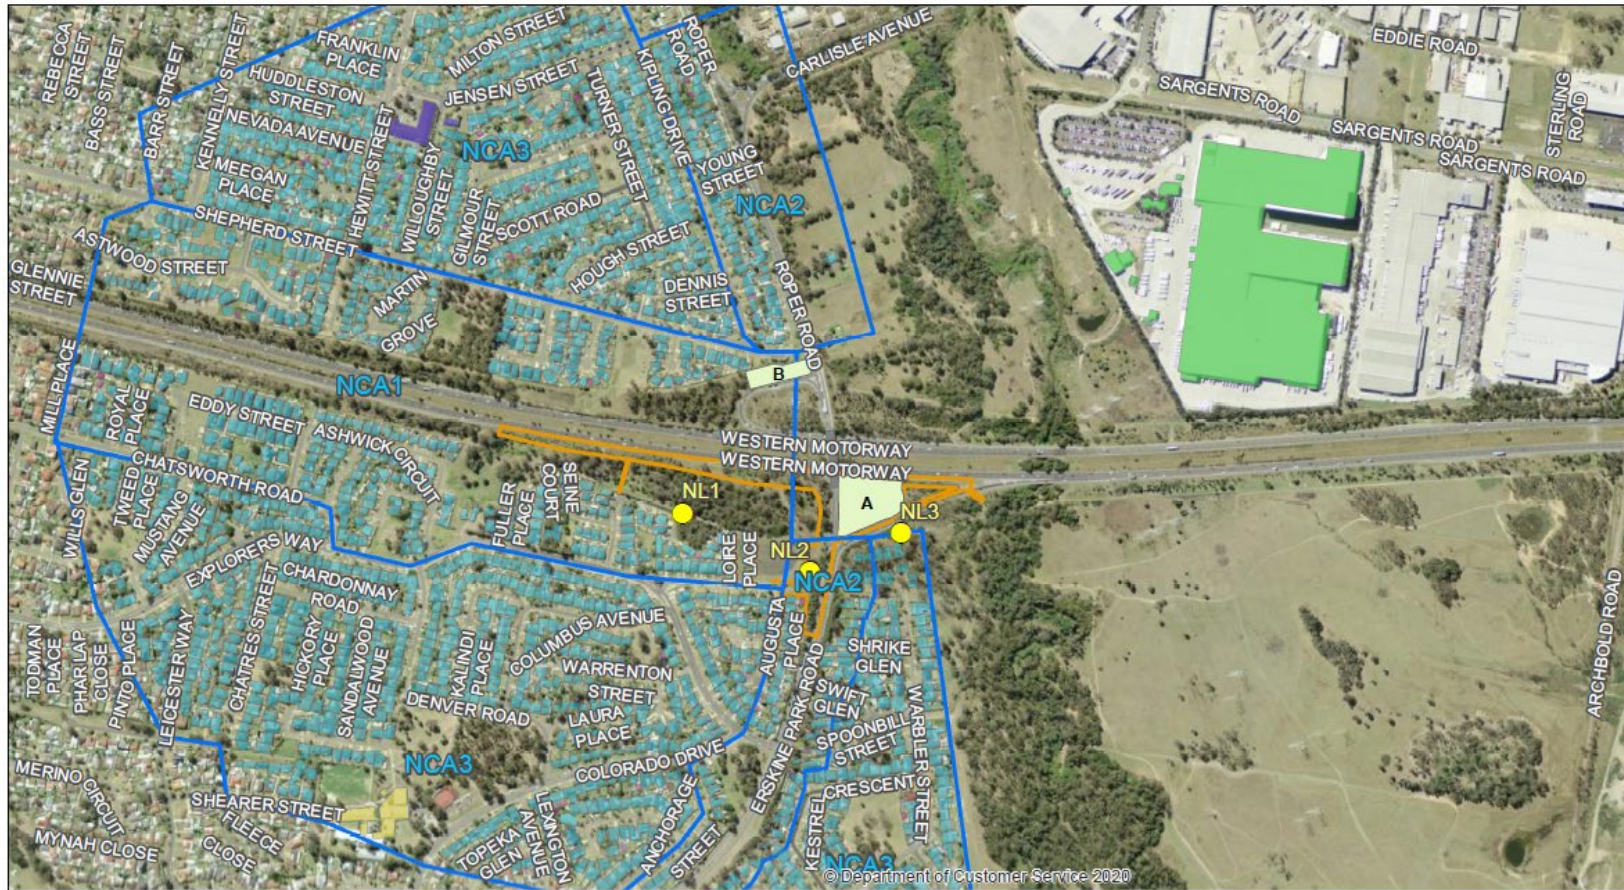 REBECCA
STREET
BASS STREET
BARR STREET
KENNELLY STREET
FRANKLIN
PLACE
HUDDLESTON
STREET
NEVADA AVENUE
MEEGAN
PLACE
MILTON STREET
JENSEN STREET
HEWITT STREET
WILLOUGHBY
STREET
GILMOUR
STREET
NCA3
SCOTT ROAD
TURNER STREET
KIPLING DRIVE
ROPER
ROAD
CARLISLE AVENUE
YOUNG
STREET
NCA2
EDDIE ROAD
SARGENTS ROAD
SARGENTS ROAD
SARGENTS ROAD
STERLING
ROAD
SHEPHERD STREET
ASTWOOD STREET
GLENNIE
STREET
MARTIN
GROVE
HOUGH STREET
DENNIS
STREET
ROPER ROAD
B
NCA1
MILL PLACE
ROYAL
PLACE
EDDY STREET
ASHWICK CIRCUIT
WESTERN MOTORWAY
WESTERN MOTORWAY
CHATSWORTH ROAD
WILLS GLEN
TWEED
PLACE
MUSTANG
AVENUE
EXPLORERS WAY
FULLER
PLACE
SEINE
COURT
NL1
A
NL3
NL2
LOIRE
PLACE
NCA2
CHARDONNAY
ROAD
CHATRES STREET
LEICESTER WAY
HICKORY
PLACE
SANDALWOOD
AVENUE
KALINDI
PLACE
COLUMBUS AVENUE
WARRENTON
STREET
AUGUSTA
PLACE
SHRIKE
GLEN
TODMAN
PLACE
PHAR LAP
CLOSE
PINTO PLACE
DENVER ROAD
LAURA
PLACE
SWIFT
GLEN
SPOONBILL
STREET
WARBLER STREET
ARCHBOLD ROAD
NCA3
COLORADO DRIVE
ERSKINE PARK ROAD
MERINO CIRCUIT
SHEARER STREET
FLEECE
CLOSE
MYNAH CLOSE
TOPEKA
GLEN
LEXINGTON
AVENUE
ANCHORAGE
STREET
KESTREL
CRESCENT
NCA3
© Department of Customer Service 2020